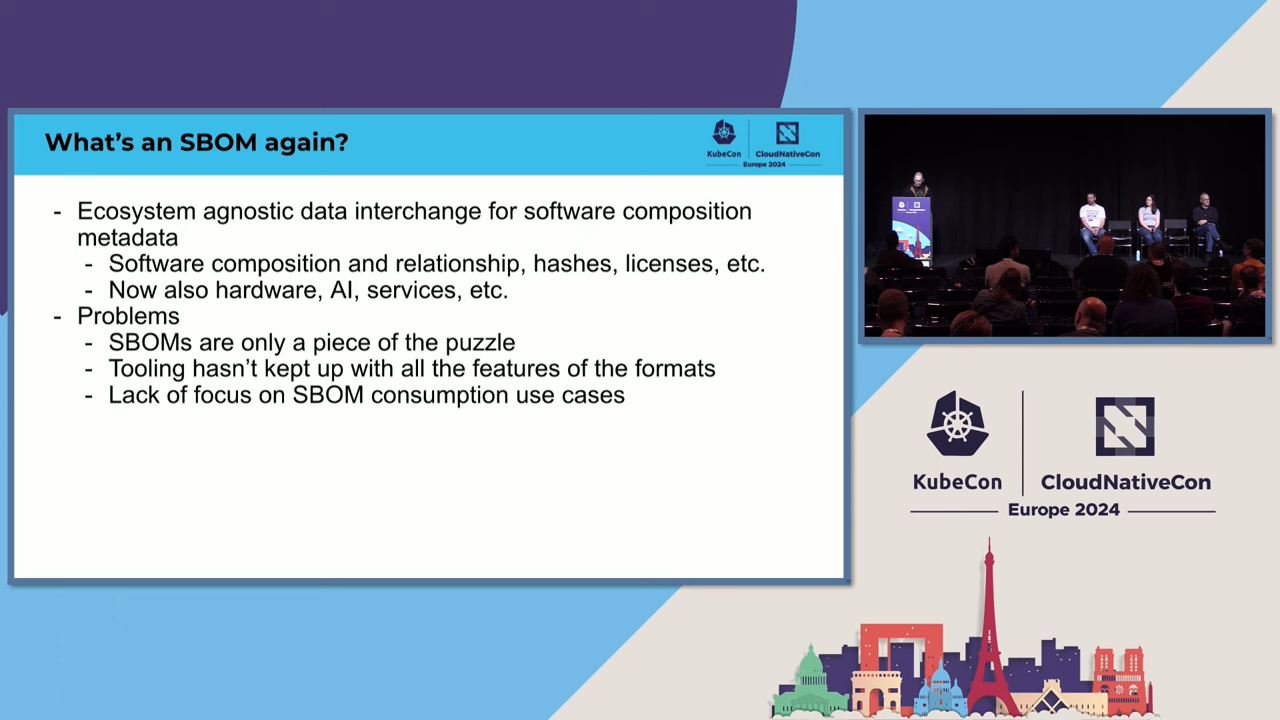 What's an SBOM again?
KubeCon
CloudNativeCon
Europe 2024
- Ecosystem agnostic data interchange for software composition
metadata
- Software composition and relationship, hashes, licenses, etc.
- Now also hardware, AI, services, etc.
- Problems
- SBOMs are only a piece of the puzzle
- Tooling hasn't kept up with all the features of the formats
- Lack of focus on SBOM consumption use cases
KubeCon
CloudNativeCon
Europe 2024